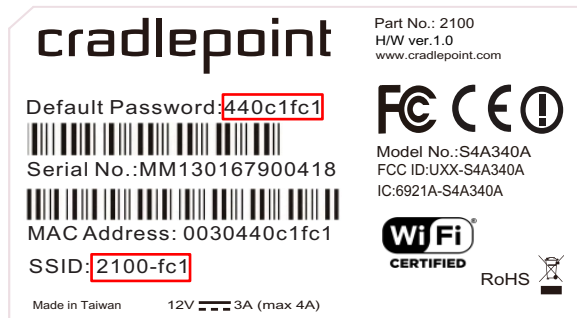 cradlepoint
Part No.: 2100
H/W ver.1.0
www.cradlepoint.com
Default Password:440c1fc1
Serial No.:MM130167900418
MAC Address: 0030440c1fc1
SSID: 2100-fc1
Made in Taiwan 12V 3A (max 4A)
FC CE
Model No.:S4A340A
FCC ID:UXX-S4A340A
IC:6921A-S4A340A
WiFi
CERTIFIED
RoHS